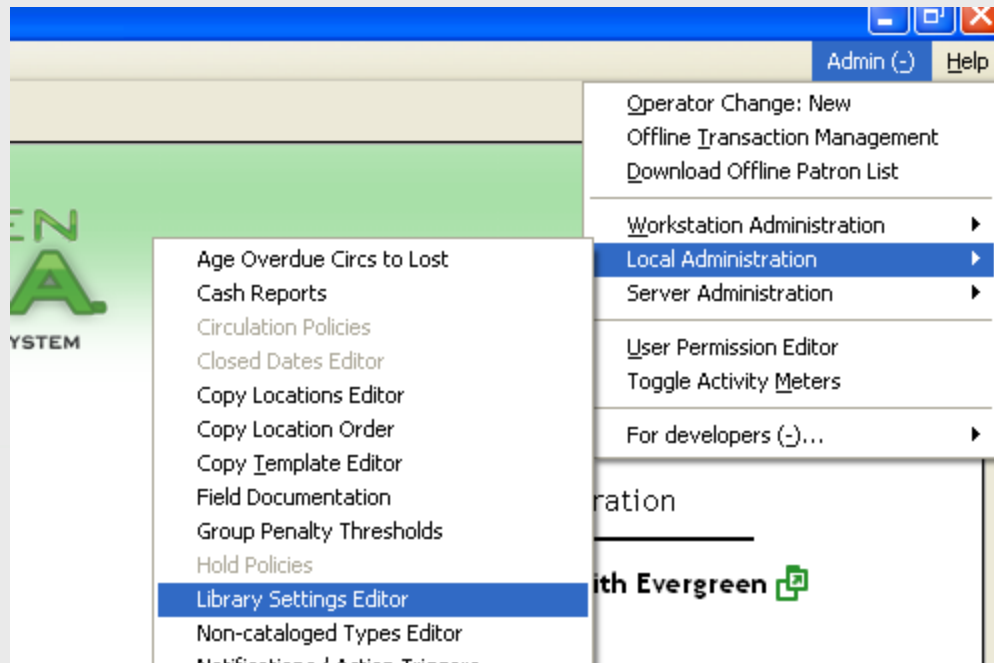 Admin (-) Help
Operator Change: New
Offline Transaction Management
Download Offline Patron List
Workstation Administration
Local Administration
Server Administration
User Permission Editor
Toggle Activity Meters
For developers (-)...
EN
A
YSTEM
Age Overdue Circs to Lost
Cash Reports
Circulation Policies
Closed Dates Editor
Copy Locations Editor
Copy Location Order
Copy Template Editor
Field Documentation
Group Penalty Thresholds
Hold Policies
Library Settings Editor
Non-cataloged Types Editor
Notifications / Action Triggers
ration
ith Evergreen